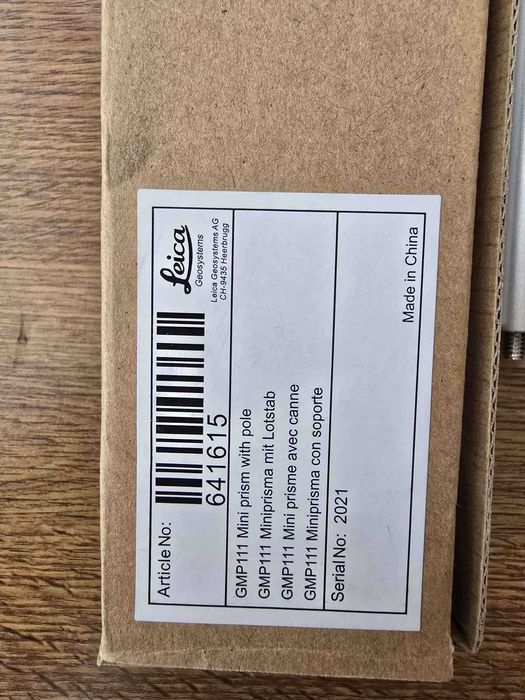 Article No:
641615
Leica
Geosystems
Leica Geosystems AG
CH-9435 Heerbrugg
GMP111 Mini prism with pole
GMP111 Miniprisma mit Lotstab
GMP111 Mini prisme avec canne
GMP111 Miniprisma con soporte
Serial No: 2021
Made in China